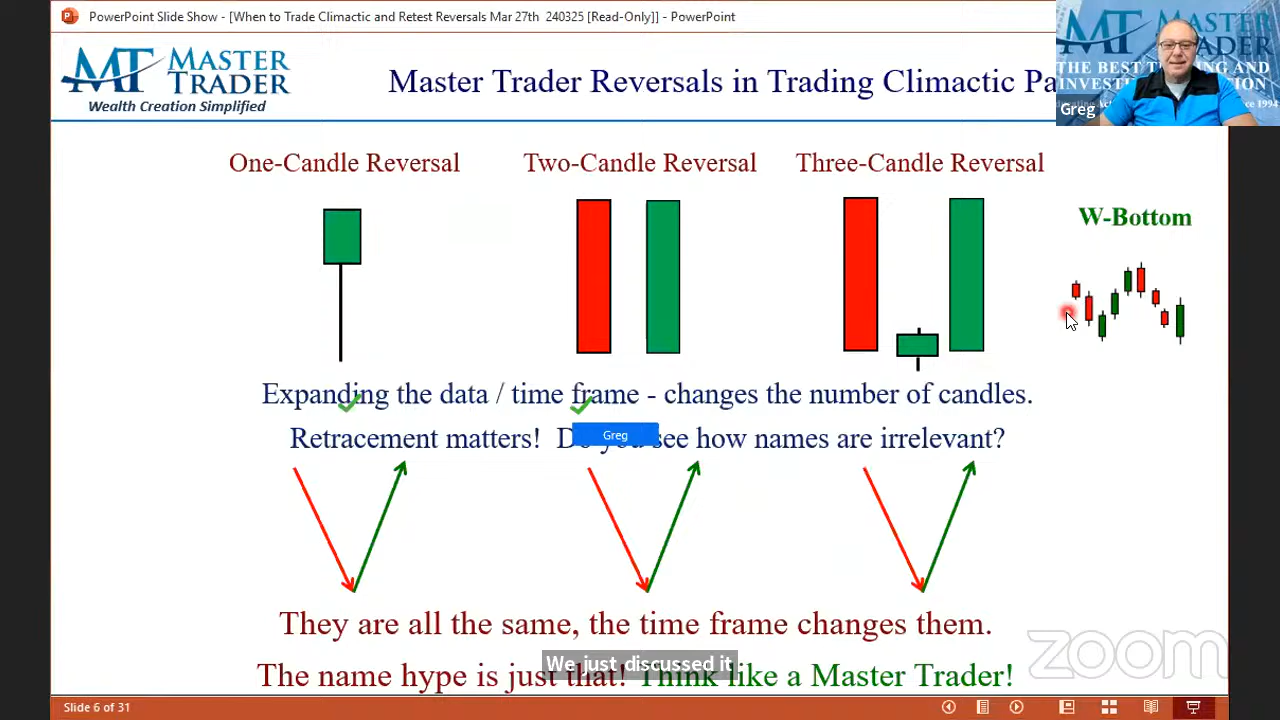 PowerPoint Slide Show - [When to Trade Climactic and Retest Reversals Mar 27th 240325 [Read-Only]] - PowerPoint
MT MASTER TRADER
Wealth Creation Simplified
Master Trader Reversals in Trading Climactic Pa
Greg
One-Candle Reversal
Two-Candle Reversal
Three-Candle Reversal
W-Bottom
Expanding the data / time frame - changes the number of candles.
Retracement matters! Do you see how names are irrelevant?
Greg
They are all the same, the time frame changes them.
We just discussed it
The name hype is just that! Think like a Master Trader!
zoom
Slide 6 of 31